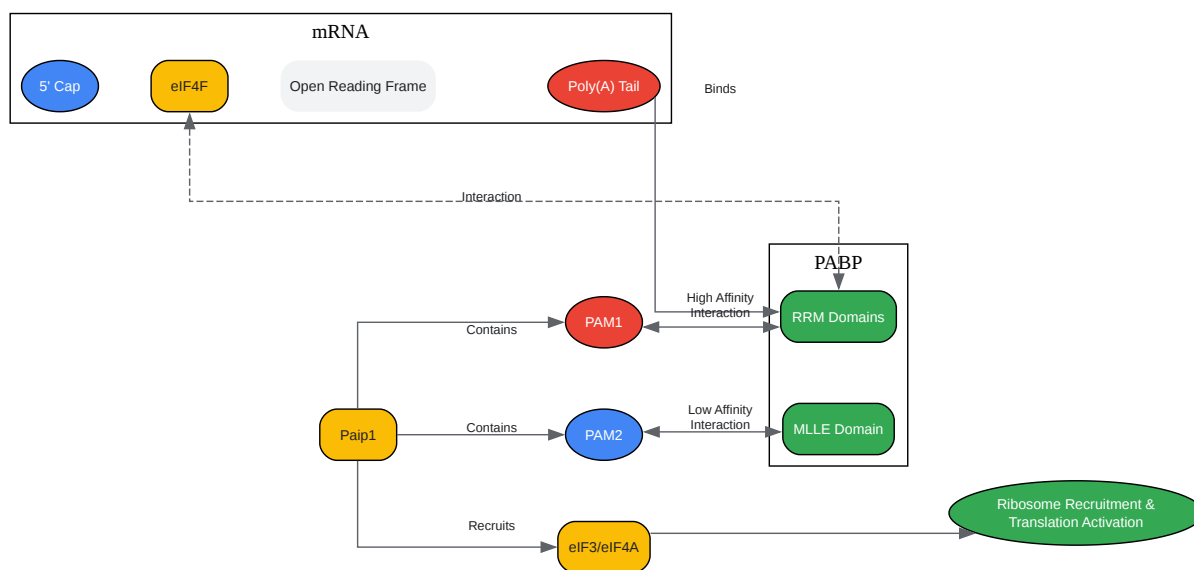 mRNA
5' Cap
eIF4F
Open Reading Frame
Poly(A) Tail
Binds
Interaction
PABP
High Affinity
Interaction
RRM Domains
PAM1
Contains
Low Affinity
Interaction
MLLE Domain
Paip1
Contains
PAM2
Recruits
eIF3/eIF4A
Ribosome Recruitment &
Translation Activation